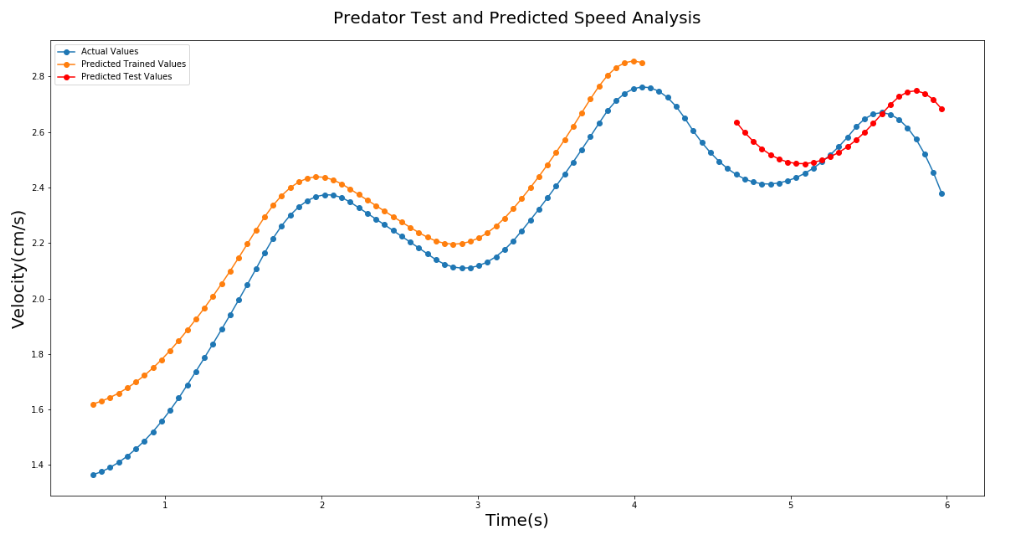 Predator Test and Predicted Speed Analysis
Actual Values
Predicted Trained Values
Predicted Test Values
Velocity(cm/s)
2.8
2.6
2.4
2.2
2.0
1.8
1.6
1.4
1 2 3 4 5 6
Time(s)